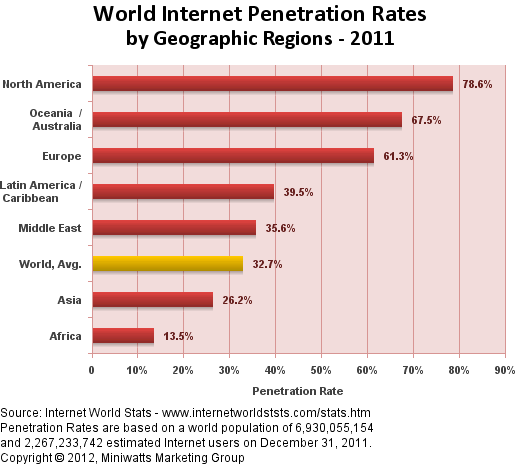 World Internet Penetration Rates
by Geographic Regions - 2011
North America
78.6%
Oceania /
Australia
67.5%
Europe
61.3%
Latin America /
Caribbean
39.5%
Middle East
35.6%
World, Avg.
32.7%
Asia
26.2%
Africa
13.5%
0 10% 20% 30% 40% 50% 60% 70% 80% 90%
Penetration Rate
Source: Internet World Stats - www.internetworldststs.com/stats.htm
Penetration Rates are based on a world population of 6,930,055,154
and 2,267,233,742 estimated Internet users on December 31, 2011.
Copyright © 2012, Miniwatts Marketing Group